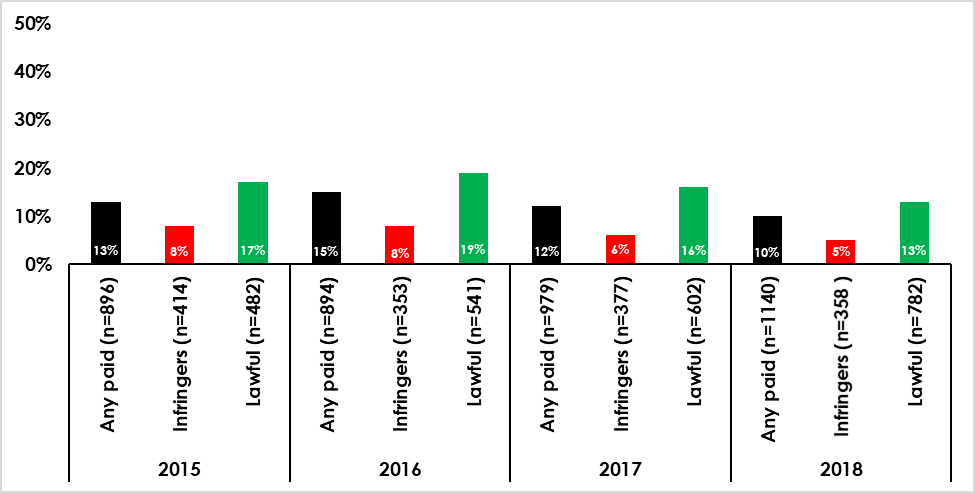 50%
40%
30%
20%
10%
0%
13%
8%
17%
15%
8%
19%
12%
6%
16%
10%
5%
13%
Any paid (n=896)
Infringers (n=414)
Lawful (n=482)
Any paid (n=894)
Infringers (n=353)
Lawful (n=541)
Any paid (n=979)
Infringers (n=377)
Lawful (n=602)
Any paid (n=1140)
Infringers (n=358 )
Lawful (n=782)
2015
2016
2017
2018